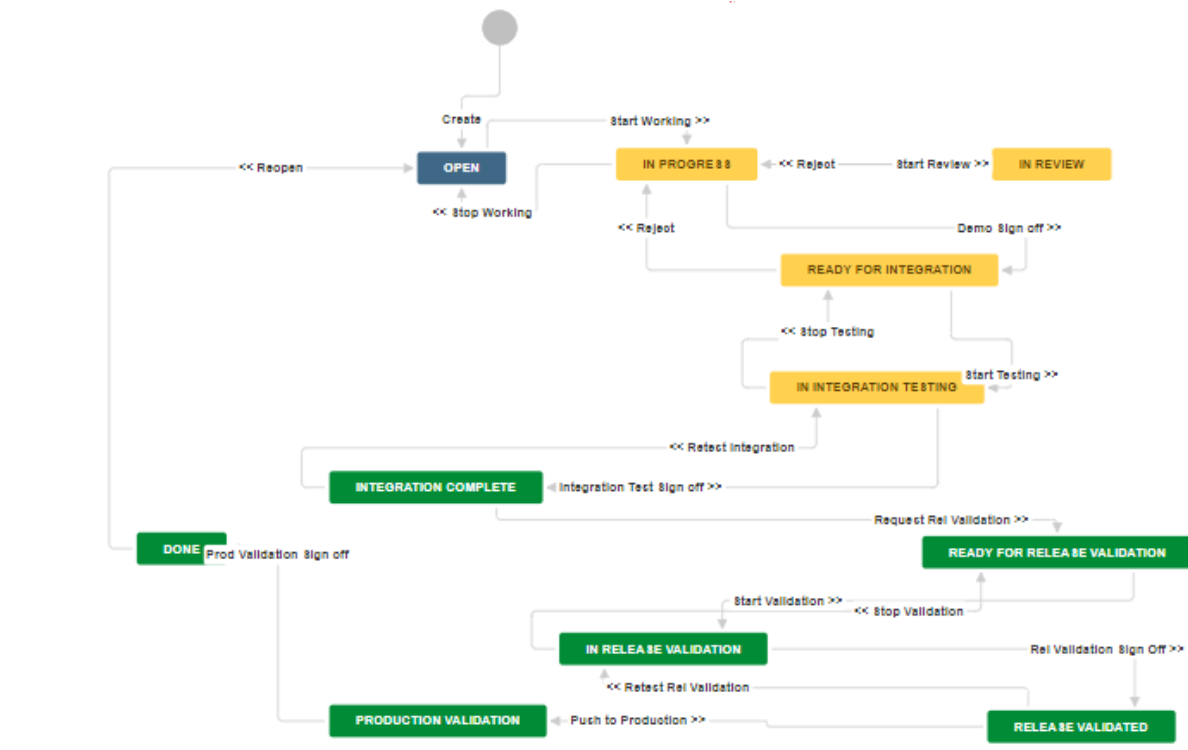 Create
Start Working >>
<< Reopen
OPEN
IN PROGRESS
<< Reject
Start Review >>
IN REVIEW
<< Stop Working
<< Reject
Demo Sign off >>
READY FOR INTEGRATION
<< Stop Testing
Start Testing >>
IN INTEGRATION TESTING
<< Retest Integration
INTEGRATION COMPLETE
Integration Test Sign off >>
Request Rel Validation >>
DONE
Prod Validation Sign off
READY FOR RELEASE VALIDATION
Start Validation >>
<< Stop Validation
IN RELEASE VALIDATION
Rel Validation Sign Off >>
<< Retest Rel Validation
PRODUCTION VALIDATION
Push to Production >>
RELEASE VALIDATED